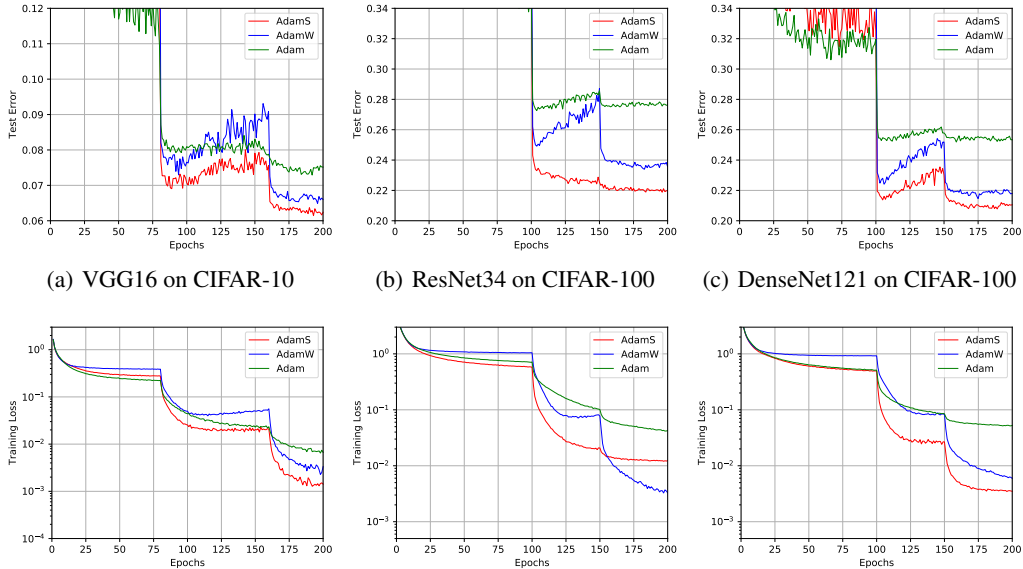 0.12
0.11
0.10
0.09
0.08
0.07
0.06
Test Error
0 25 50 75 100 125 150 175 200
Epochs
AdamS
AdamW
Adam
0.34
0.32
0.30
0.28
0.26
0.24
0.22
0.20
Test Error
0 25 50 75 100 125 150 175 200
Epochs
AdamS
AdamW
Adam
0.34
0.32
0.30
0.28
0.26
0.24
0.22
0.20
Test Error
0 25 50 75 100 125 150 175 200
Epochs
AdamS
AdamW
Adam
(a) VGG16 on CIFAR-10
(b) ResNet34 on CIFAR-100
(c) DenseNet121 on CIFAR-100
10⁰
10⁻¹
10⁻²
10⁻³
10⁻⁴
Training Loss
0 25 50 75 100 125 150 175 200
Epochs
AdamS
AdamW
Adam
10⁰
10⁻¹
10⁻²
10⁻³
Training Loss
0 25 50 75 100 125 150 175 200
Epochs
AdamS
AdamW
Adam
10⁰
10⁻¹
10⁻²
10⁻³
Training Loss
0 25 50 75 100 125 150 175 200
Epochs
AdamS
AdamW
Adam